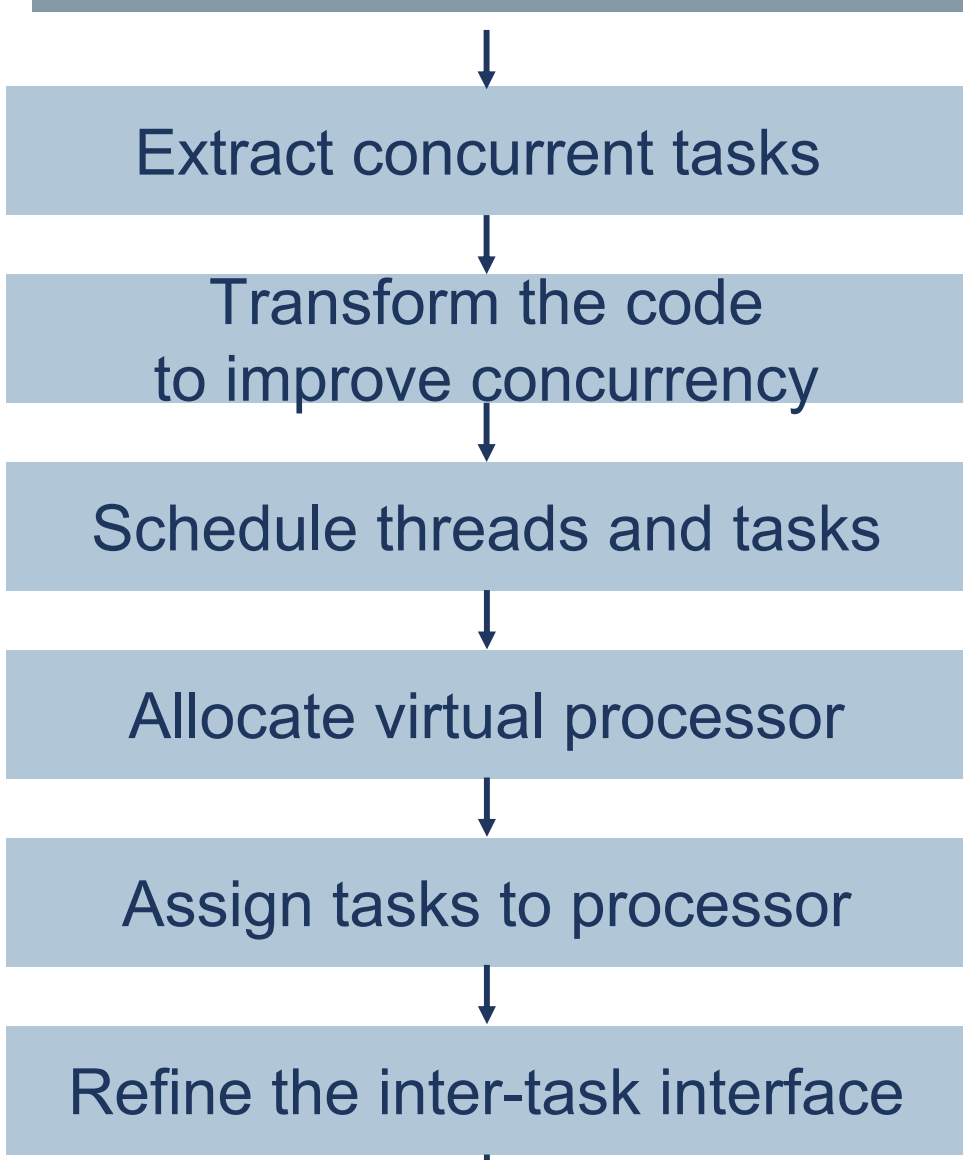 Extract concurrent tasks
Transform the code
to improve concurrency
Schedule threads and tasks
Allocate virtual processor
Assign tasks to processor
Refine the inter-task interface